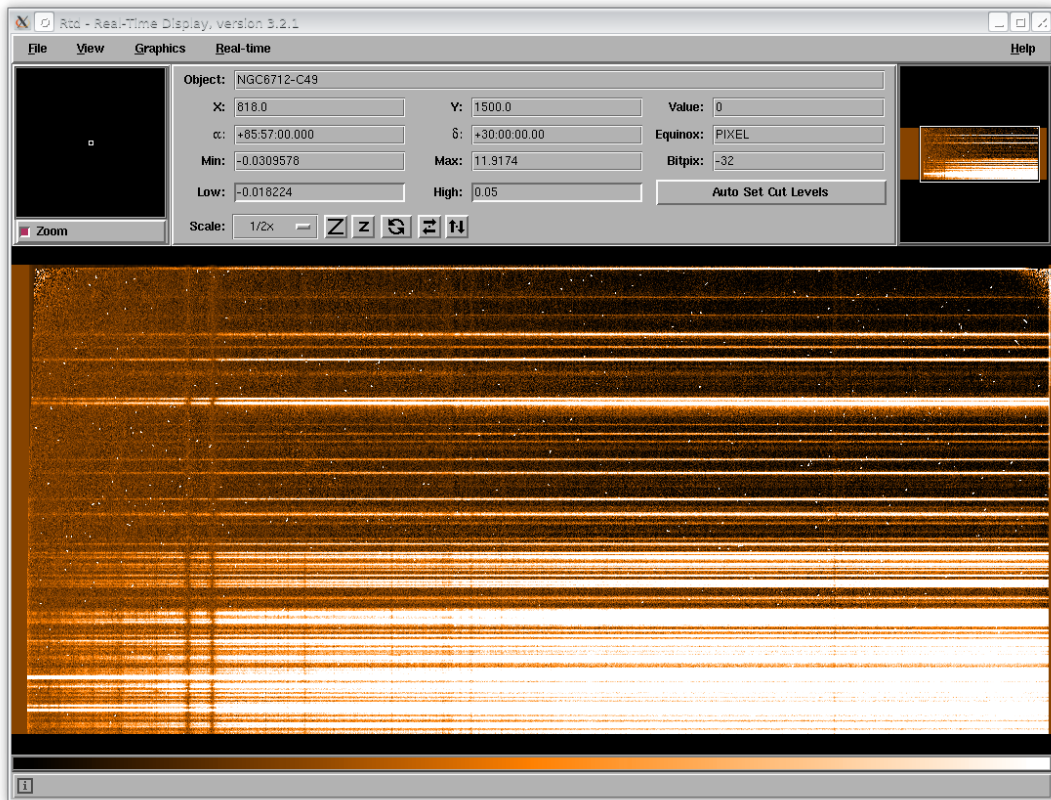 Rtd - Real-Time Display, version 3.2.1
File View Graphics Real-time Help
Object: NGC6712-C49
X: 818.0 Y: 1500.0 Value: 0
α: +85:57:00.000 δ: +30:00:00.00 Equinox: PIXEL
Min: -0.0309578 Max: 11.9174 Bitpix: -32
Low: -0.018224 High: 0.05 Auto Set Cut Levels
Zoom Scale: 1/2x Z z